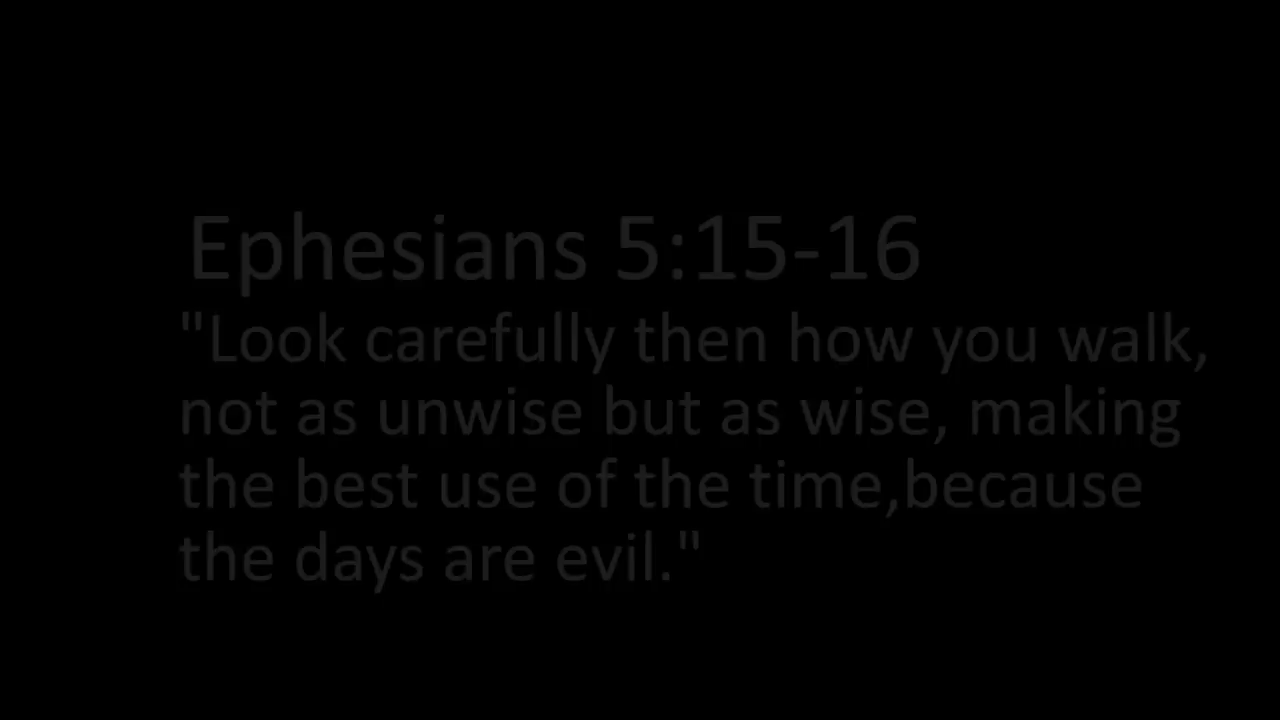 Ephesians 5:15-16
"Look carefully then how you walk,
not as unwise but as wise, making
the best use of the time,because
the days are evil."